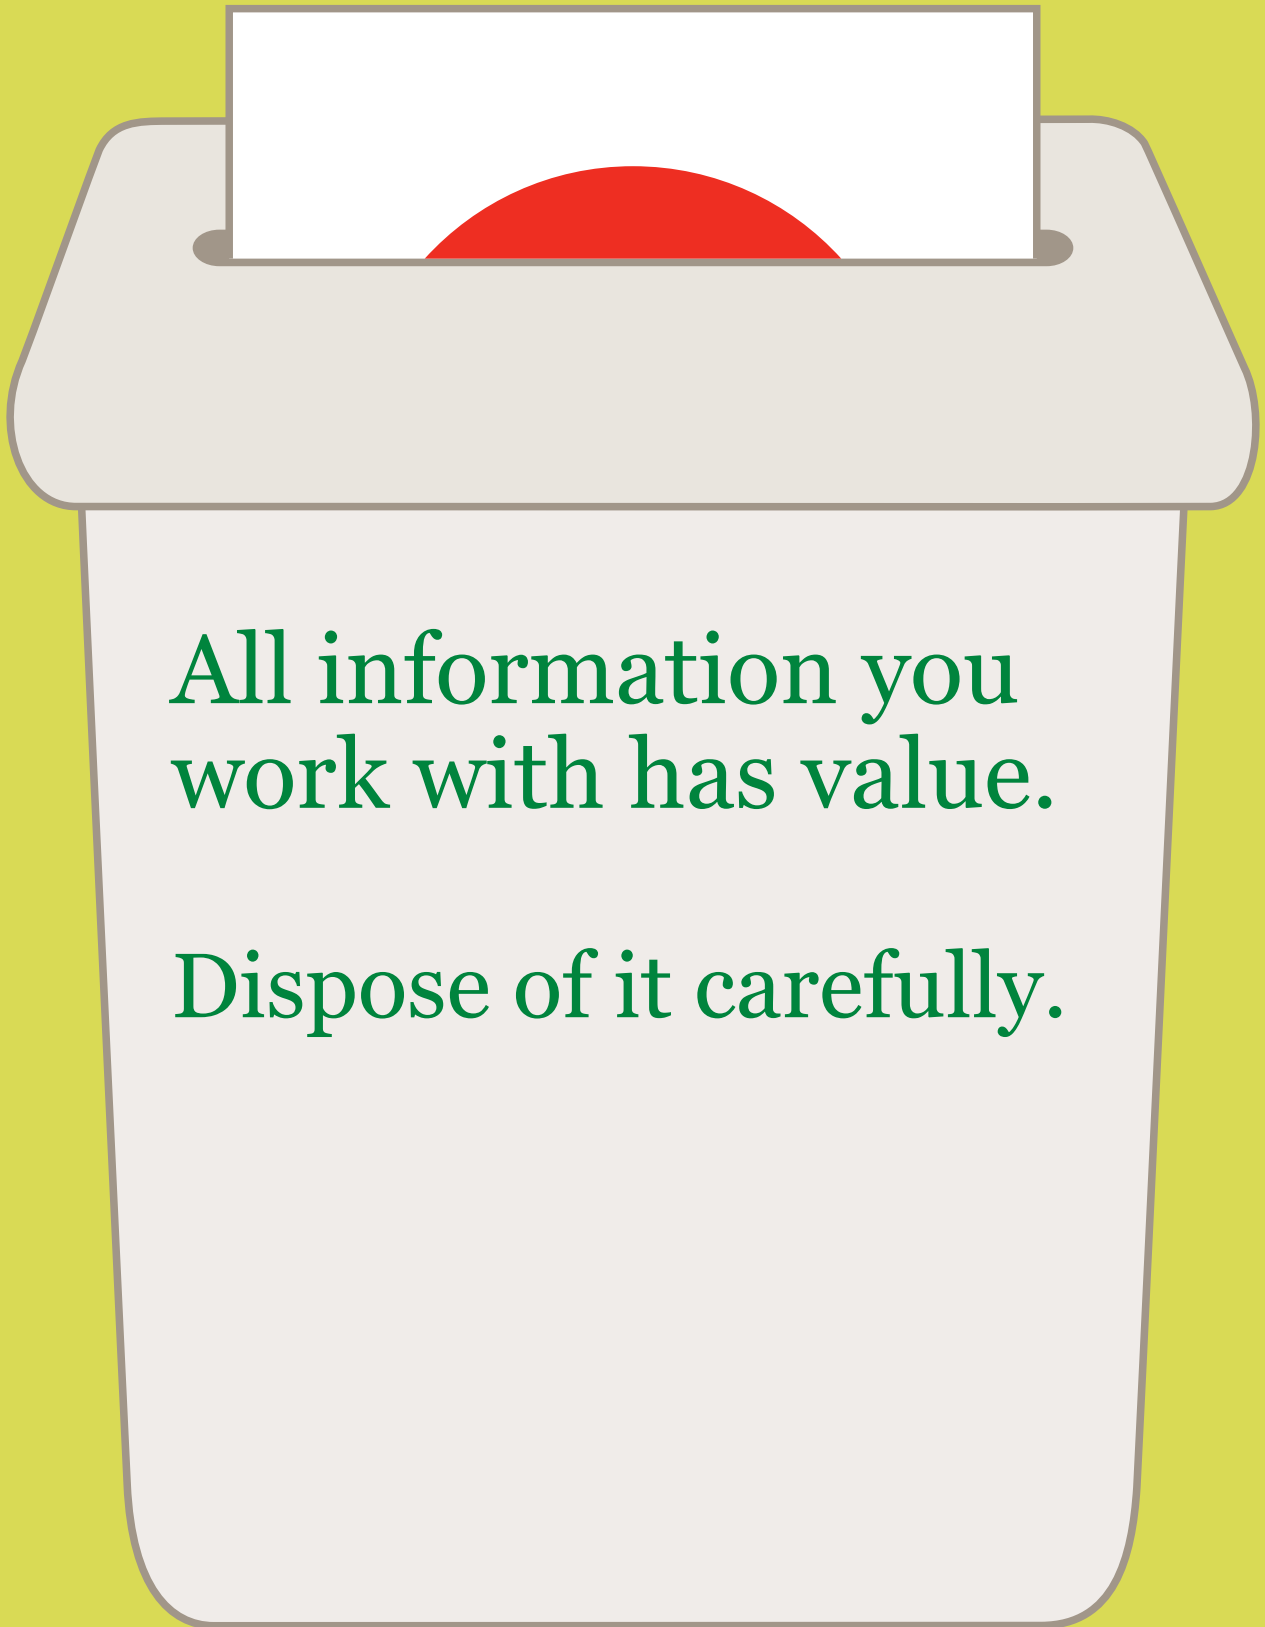 All information you
work with has value.
Dispose of it carefully.